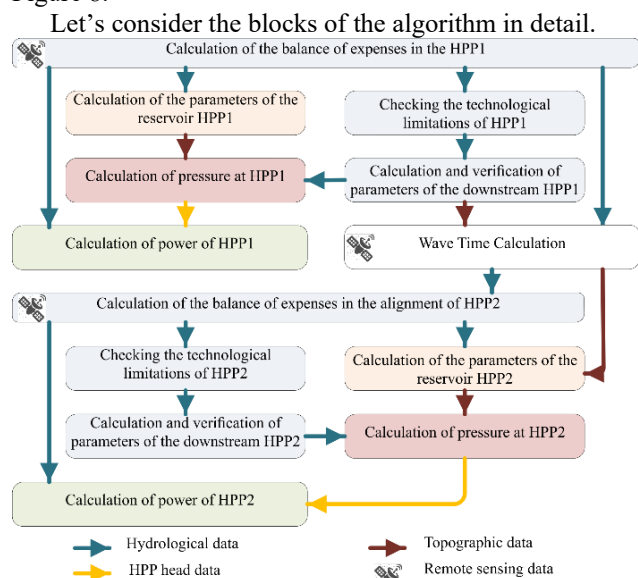 Let’s consider the blocks of the algorithm in detail.
Calculation of the balance of expenses in the HPP1
Calculation of the parameters of the
reservoir HPP1
Checking the technological
limitations of HPP1
Calculation of pressure at HPP1
Calculation and verification of
parameters of the downstream HPP1
Calculation of power of HPP1
Wave Time Calculation
Calculation of the balance of expenses in the alignment of HPP2
Checking the technological
limitations of HPP2
Calculation of the parameters of the
reservoir HPP2
Calculation and verification of
parameters of the downstream HPP2
Calculation of pressure at HPP2
Calculation of power of HPP2
Hydrological data
Topographic data
HPP head data
Remote sensing data